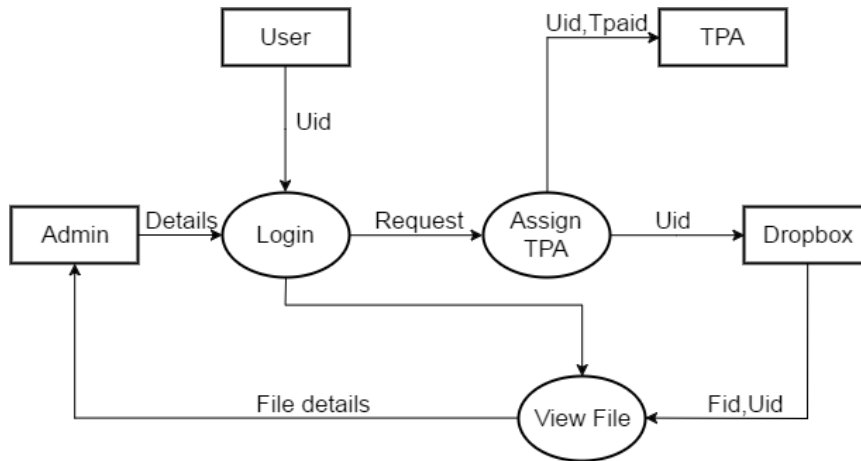 Uid,Tpaid
User
TPA
Uid
Details
Request
Uid
Admin
Login
Assign
TPA
Dropbox
File details
Fid,Uid
View File